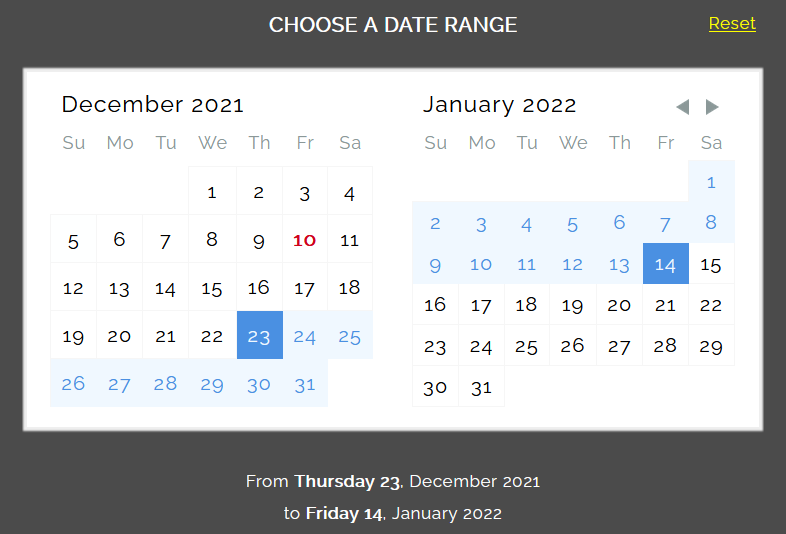 CHOOSE A DATE RANGE
Reset
December 2021
Su Mo Tu We Th Fr Sa
1 2 3 4
5 6 7 8 9 10 11
12 13 14 15 16 17 18
19 20 21 22 23 24 25
26 27 28 29 30 31
January 2022
Su Mo Tu We Th Fr Sa
1
2 3 4 5 6 7 8
9 10 11 12 13 14 15
16 17 18 19 20 21 22
23 24 25 26 27 28 29
30 31
From Thursday 23, December 2021
to Friday 14, January 2022